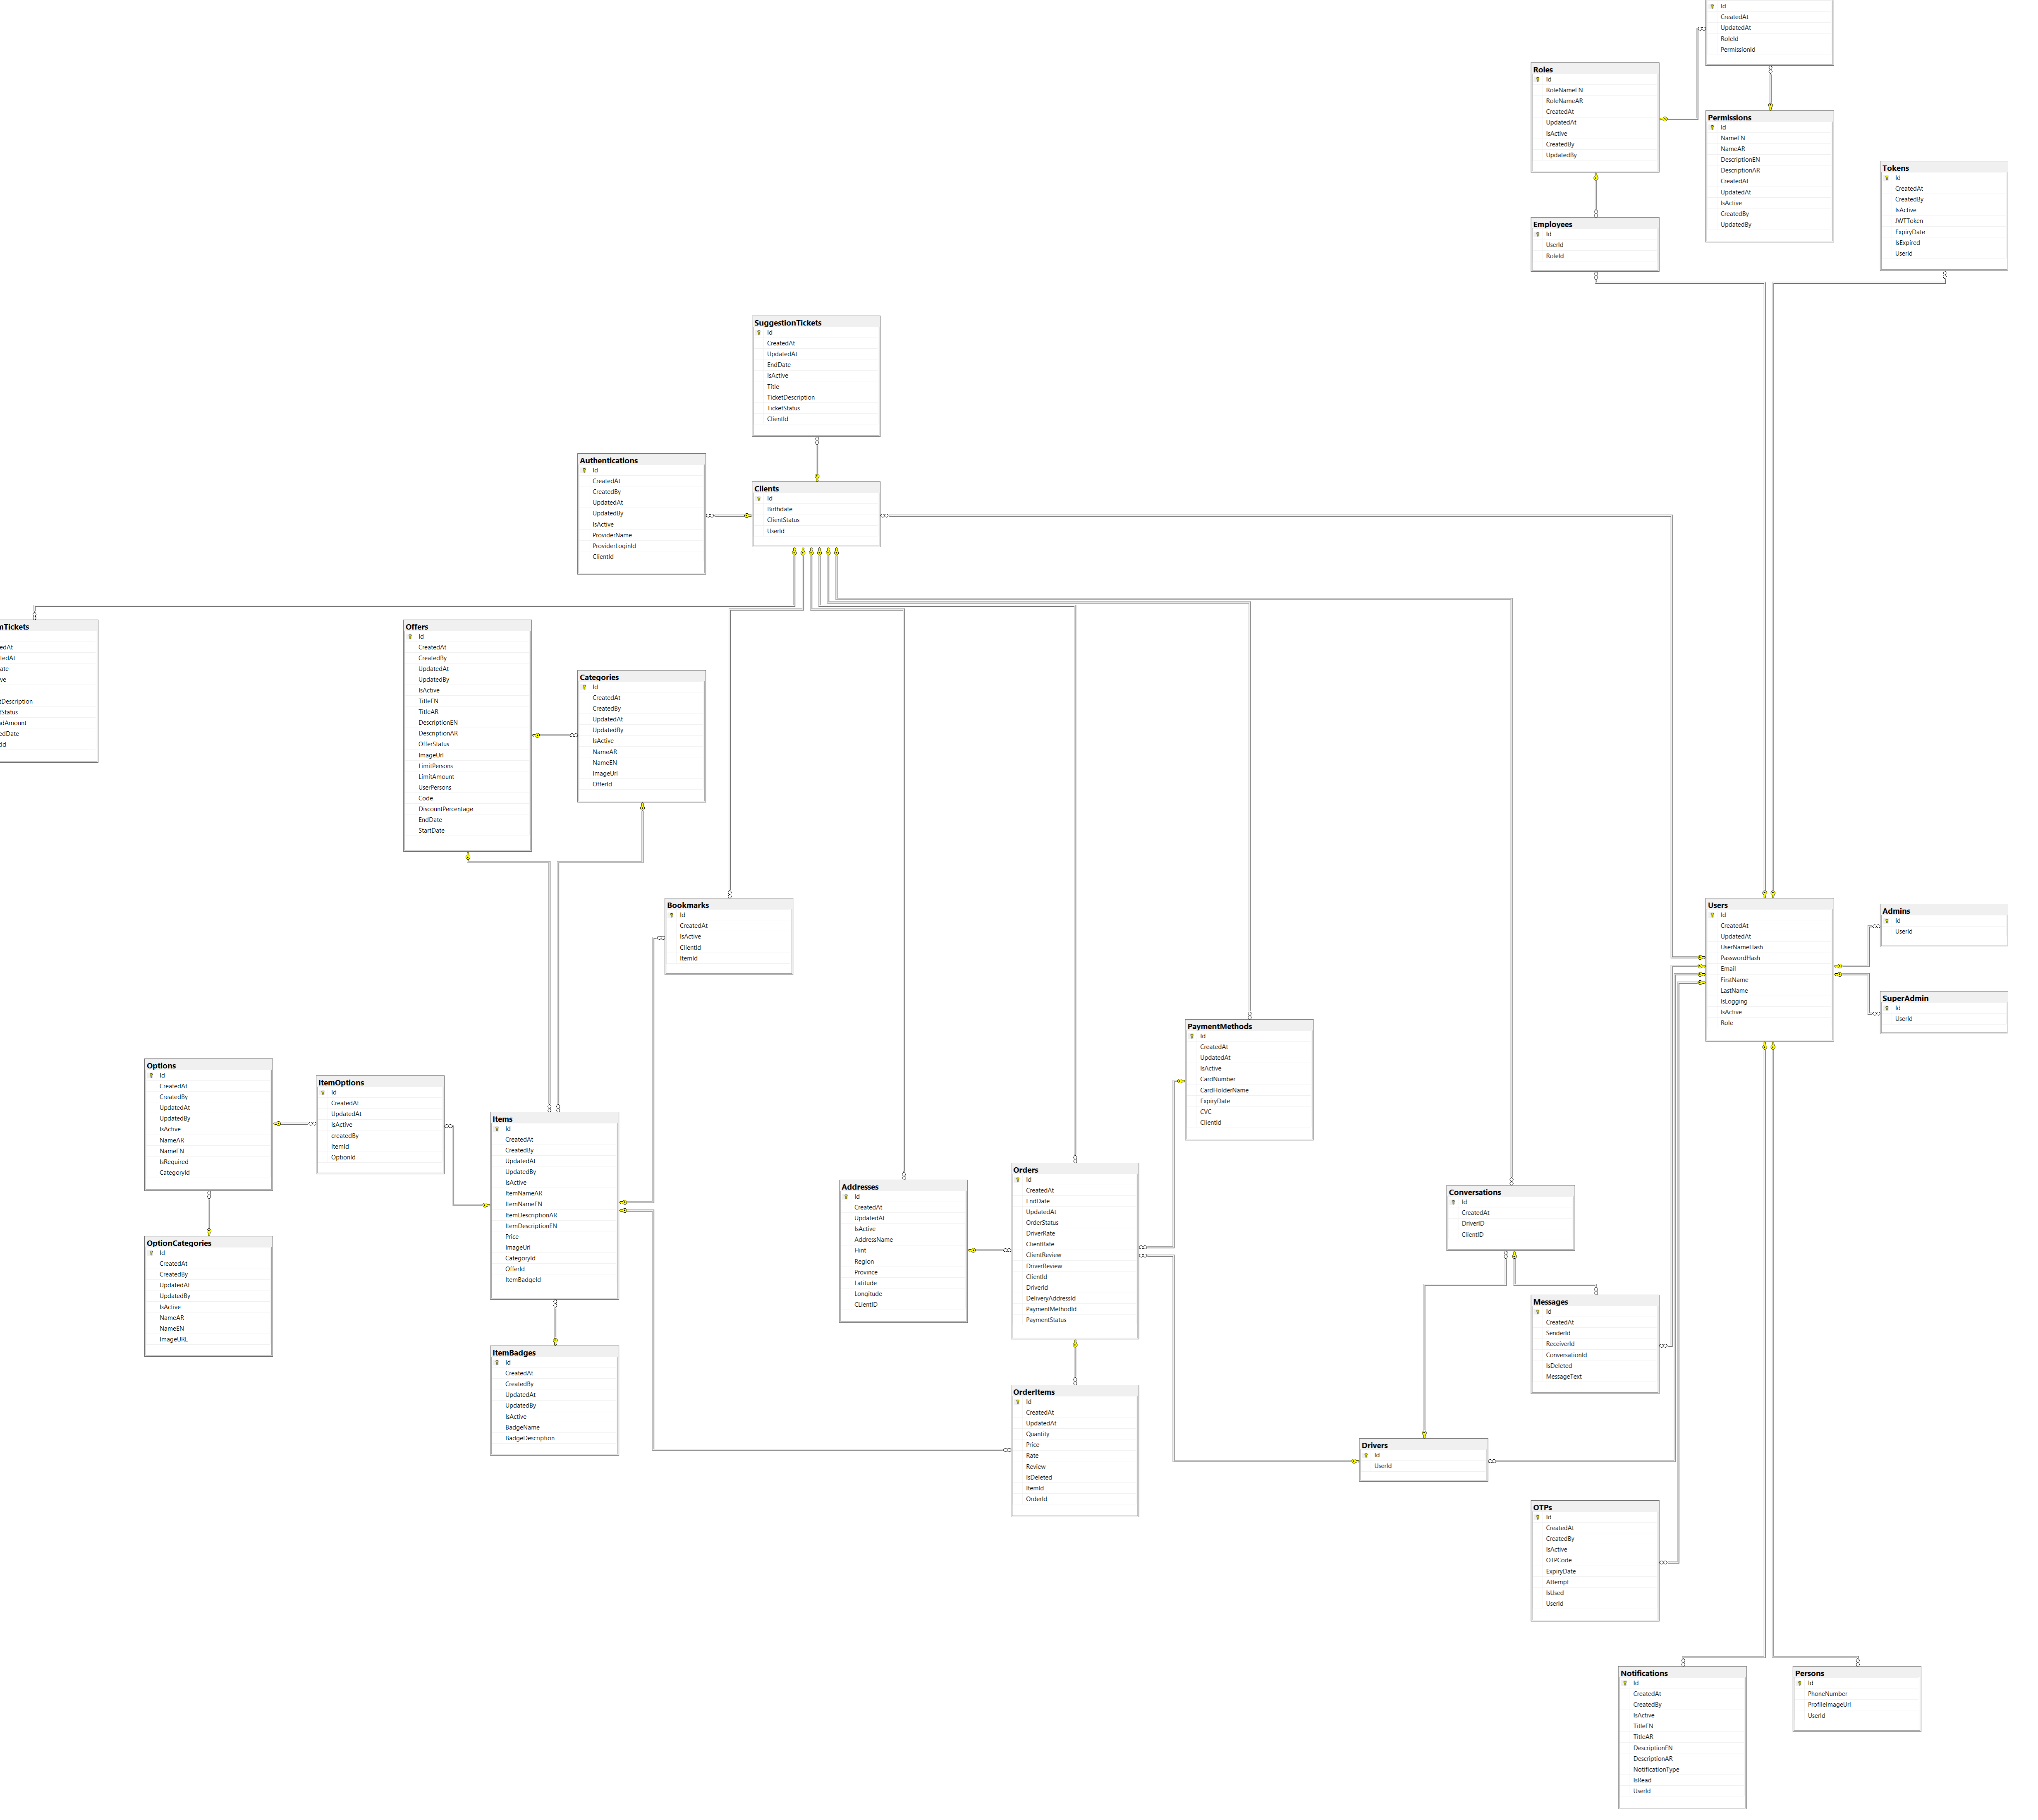 Id
CreatedAt
UpdatedAt
RoleId
PermissionId
Roles
Id
RoleNameEN
RoleNameAR
CreatedAt
UpdatedAt
IsActive
CreatedBy
UpdatedBy
Permissions
Id
NameEN
NameAR
DescriptionEN
DescriptionAR
CreatedAt
UpdatedAt
IsActive
CreatedBy
UpdatedBy
Tokens
Id
CreatedAt
CreatedBy
IsActive
JWTToken
ExpiryDate
IsExpired
UserId
Employees
Id
UserId
RoleId
SuggestionTickets
Id
CreatedAt
UpdatedAt
EndDate
IsActive
Title
TicketDescription
TicketStatus
ClientId
Authentications
Id
CreatedAt
CreatedBy
UpdatedAt
UpdatedBy
IsActive
ProviderName
ProviderLoginId
ClientId
Clients
Id
Birthdate
ClientStatus
UserId
mTickets
edAt
tedAt
ate
ve
tDescription
tStatus
dAmount
edDate
tId
Offers
Id
CreatedAt
CreatedBy
UpdatedAt
UpdatedBy
IsActive
TitleEN
TitleAR
DescriptionEN
DescriptionAR
OfferStatus
ImageUrl
LimitPersons
LimitAmount
UserPersons
Code
DiscountPercentage
EndDate
StartDate
Categories
Id
CreatedAt
CreatedBy
UpdatedAt
UpdatedBy
IsActive
NameAR
NameEN
ImageUrl
OfferId
Bookmarks
Id
CreatedAt
IsActive
ClientId
ItemId
Users
Id
CreatedAt
UpdatedAt
UserNameHash
PasswordHash
Email
FirstName
LastName
IsLogging
IsActive
Role
Admins
Id
UserId
SuperAdmin
Id
UserId
PaymentMethods
Id
CreatedAt
UpdatedAt
IsActive
CardNumber
CardHolderName
ExpiryDate
CVC
ClientId
Options
Id
CreatedAt
CreatedBy
UpdatedAt
UpdatedBy
IsActive
NameAR
NameEN
IsRequired
CategoryId
ItemOptions
Id
CreatedAt
UpdatedAt
IsActive
createdBy
ItemId
OptionId
Items
Id
CreatedAt
CreatedBy
UpdatedAt
UpdatedBy
IsActive
ItemNameAR
ItemNameEN
ItemDescriptionAR
ItemDescriptionEN
Price
ImageUrl
CategoryId
OfferId
ItemBadgeId
Addresses
Id
CreatedAt
UpdatedAt
IsActive
AddressName
Hint
Region
Province
Latitude
Longitude
CLientID
Orders
Id
CreatedAt
EndDate
UpdatedAt
OrderStatus
DriverRate
ClientRate
ClientReview
DriverReview
ClientId
DriverId
DeliveryAddressId
PaymentMethodId
PaymentStatus
Conversations
Id
CreatedAt
DriverID
ClientID
OptionCategories
Id
CreatedAt
CreatedBy
UpdatedAt
UpdatedBy
IsActive
NameAR
NameEN
ImageURL
Messages
Id
CreatedAt
SenderId
ReceiverId
ConversationId
IsDeleted
MessageText
ItemBadges
Id
CreatedAt
CreatedBy
UpdatedAt
UpdatedBy
IsActive
BadgeName
BadgeDescription
OrderItems
Id
CreatedAt
UpdatedAt
Quantity
Price
Rate
Review
IsDeleted
ItemId
OrderId
Drivers
Id
UserId
OTPs
Id
CreatedAt
CreatedBy
IsActive
OTPCode
ExpiryDate
Attempt
IsUsed
UserId
Notifications
Id
CreatedAt
CreatedBy
IsActive
TitleEN
TitleAR
DescriptionEN
DescriptionAR
NotificationType
IsRead
UserId
Persons
Id
PhoneNumber
ProfileImageUrl
UserId